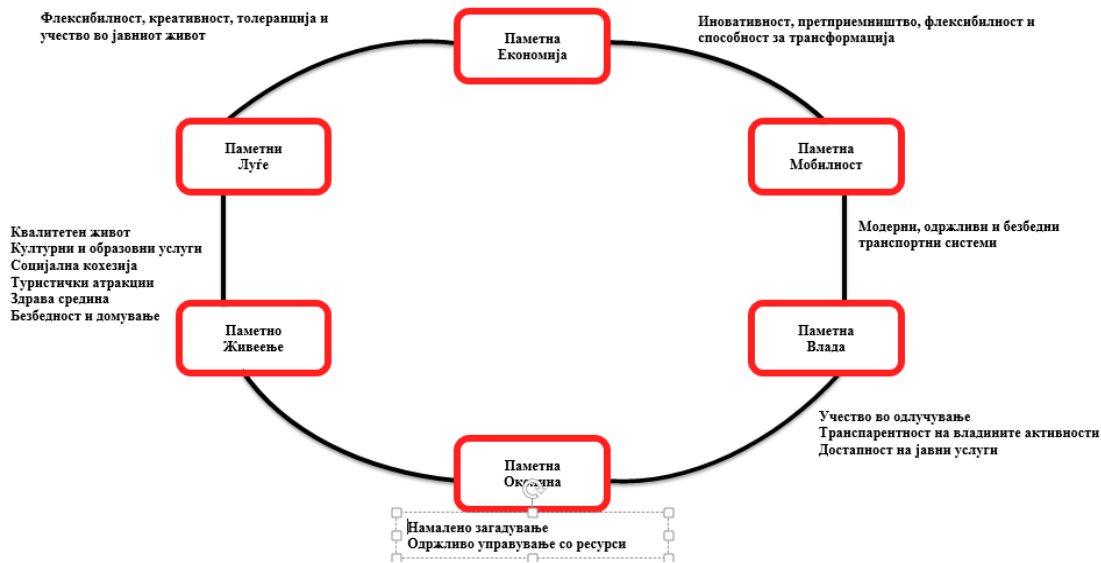 Флексибилност, креативност, толеранција и
учество во јавниот живот
Паметна
Економија
Иновативност, претприемништво, флексибилност и
способност за трансформација
Паметни
Луѓе
Паметна
Мобилност
Квалитетен живот
Културни и образовни услуги
Социјална кохезија
Туристички атракции
Здрава средина
Безбедност и домување
Модерни, одржливи и безбедни
транспортни системи
Паметно
Живеење
Паметна
Влада
Учество во одлучување
Транспарентност на владините активности
Достапност на јавни услуги
Паметна
Околина
Намалено загадување
Одржливо управување со ресурси